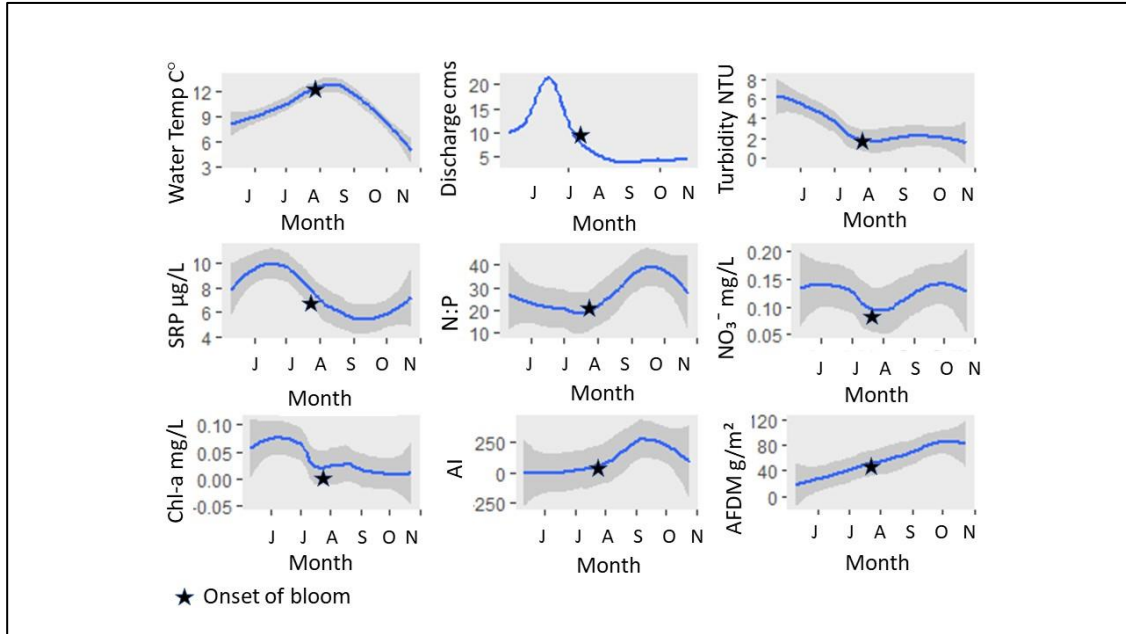 Water Temp C°
12
9
6
3
J J A S O N
Month
Discharge cms
20
15
10
5
J J A S O N
Month
Turbidity NTU
8
6
4
2
0
J J A S O N
Month
SRP µg/L
10
8
6
4
J J A S O N
Month
N:P
40
30
20
10
J J A S O N
Month
NO₃⁻ mg/L
0.20
0.15
0.10
0.05
J J A S O N
Month
Chl-a mg/L
0.10
0.05
0.00
-0.05
J J A S O N
Month
AI
250
0
250
J J A S O N
Month
AFDM g/m²
120
80
40
0
J J A S O N
Month
★ Onset of bloom